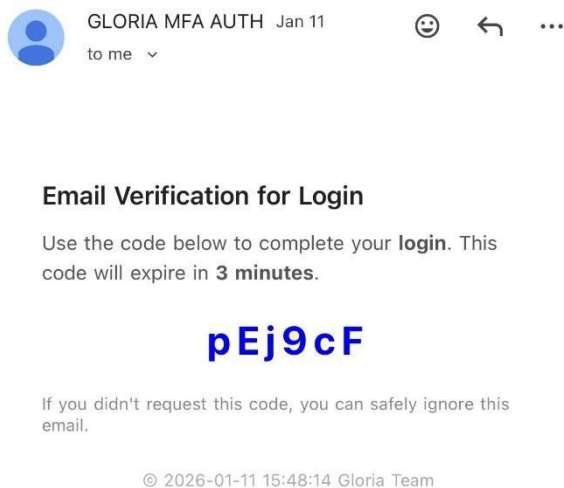 GLORIA MFA AUTH Jan 11
to me
Email Verification for Login
Use the code below to complete your login. This
code will expire in 3 minutes.
pEj9cF
If you didn't request this code, you can safely ignore this
email.
© 2026-01-11 15:48:14 Gloria Team